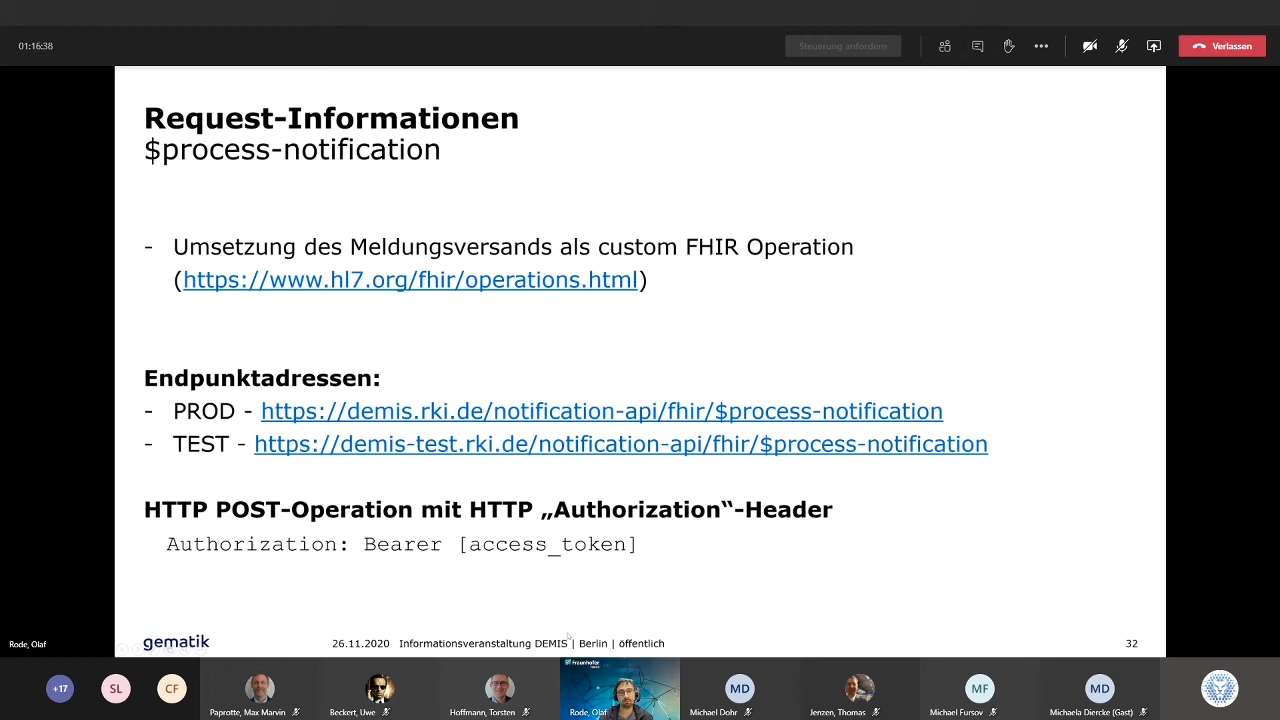 01:16:38
Steuerung anfordern
Verlassen
Request-Informationen
$process-notification
- Umsetzung des Meldungsversands als custom FHIR Operation
(https://www.hl7.org/fhir/operations.html)
Endpunktadressen:
- PROD - https://demis.rki.de/notification-api/fhir/$process-notification
- TEST - https://demis-test.rki.de/notification-api/fhir/$process-notification
HTTP POST-Operation mit HTTP „Authorization“-Header
Authorization: Bearer [access_token]
Rode, Olaf
gematik
26.11.2020 Informationsveranstaltung DEMIS | Berlin | öffentlich
32
+17
SL
CF
Fraunhofer
MD
MF
MD
Paprotte, Max Marvin
Beckert, Uwe
Hoffmann, Torsten
Rode, Olaf
Michael Dohr
Jenzen, Thomas
Michael Fursov
Michaela Diercke (Gast)